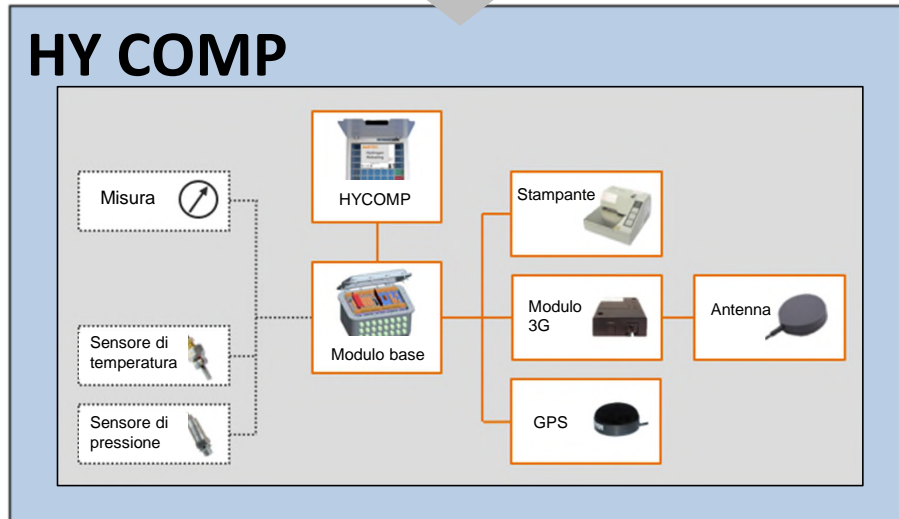 HY COMP
HYCOMP
Misura
Stampante
Modulo base
Modulo
3G
Antenna
Sensore di
temperatura
Sensore di
pressione
GPS